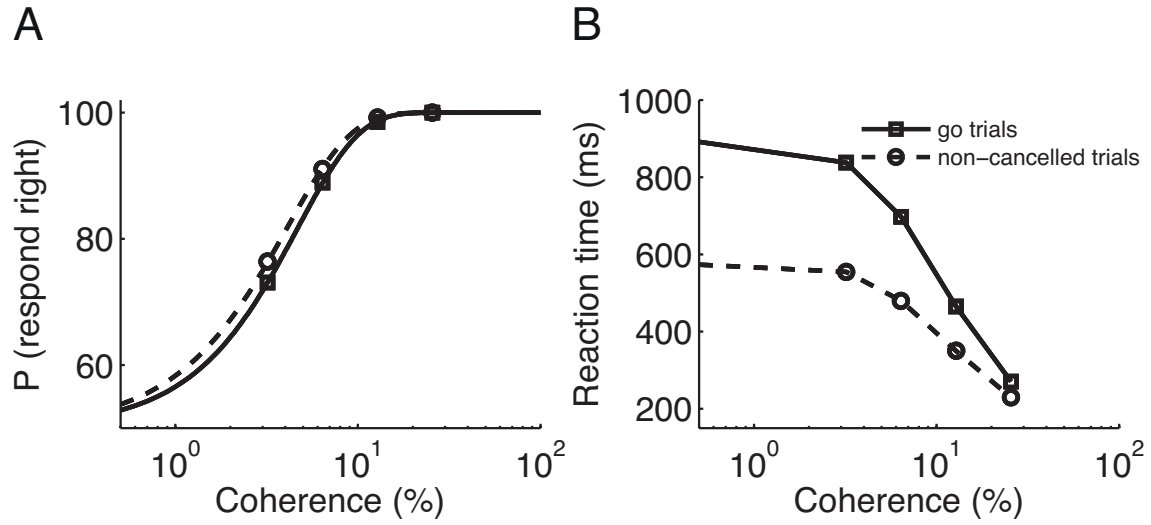 A
B
P (respond right)
100
80
60
10^0
10^1
10^2
Coherence (%)
Reaction time (ms)
1000
800
600
400
200
go trials
non−cancelled trials
10^0
10^1
10^2
Coherence (%)